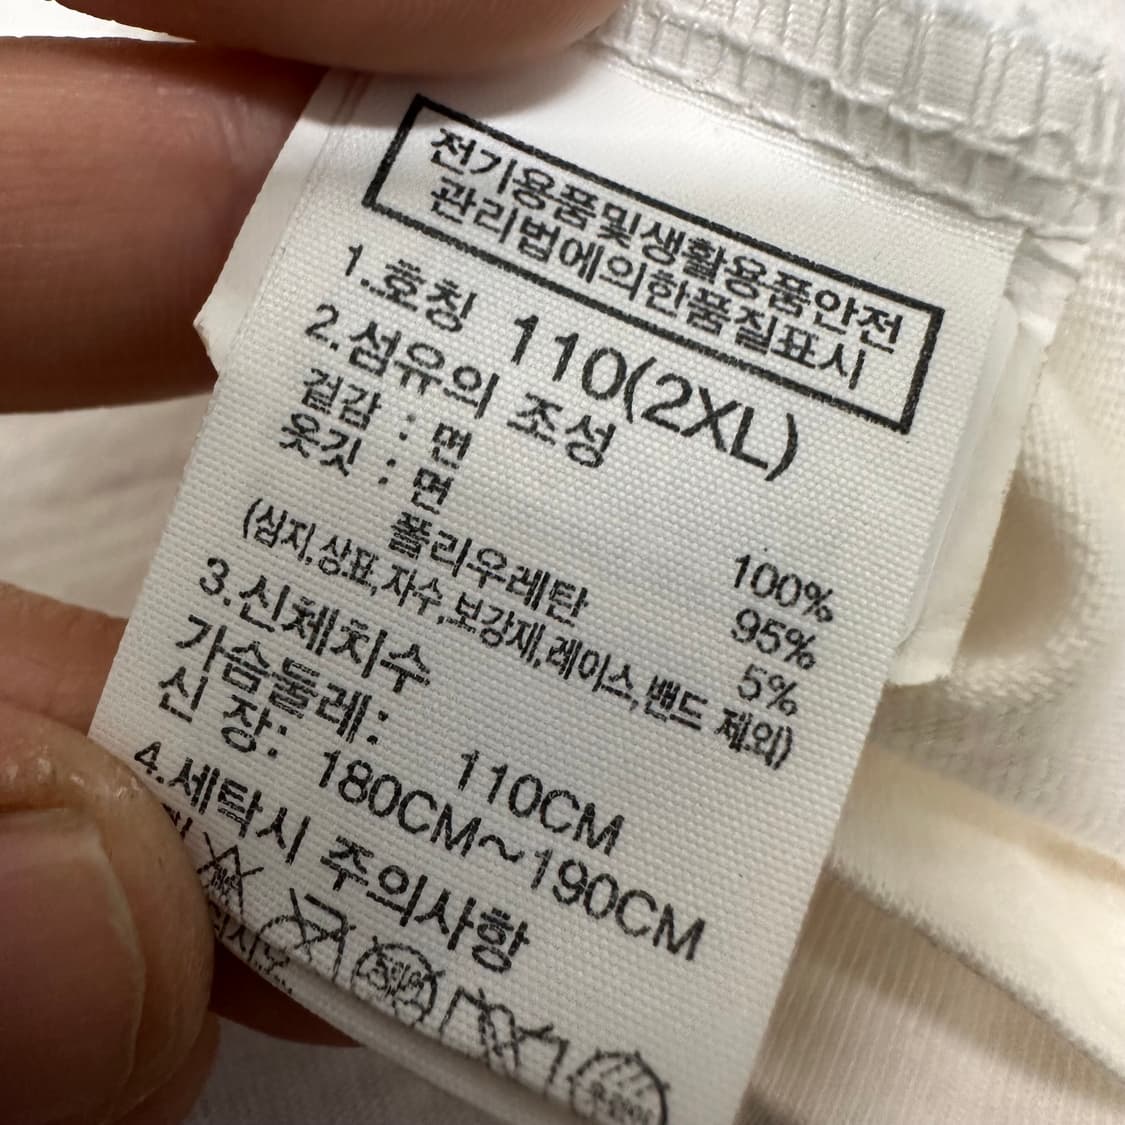 전기용품및생활용품안전
관리법에의한품질표시
1.호칭 110(2XL)
2.섬유의 조성
겉감 : 면 100%
옷깃 : 면 95%
폴리우레탄 5%
(심지,상표,자수,보강재,레이스,밴드 제외)
3.신체치수
가슴둘레: 110CM
신 장: 180CM~190CM
4.세탁시 주의사항